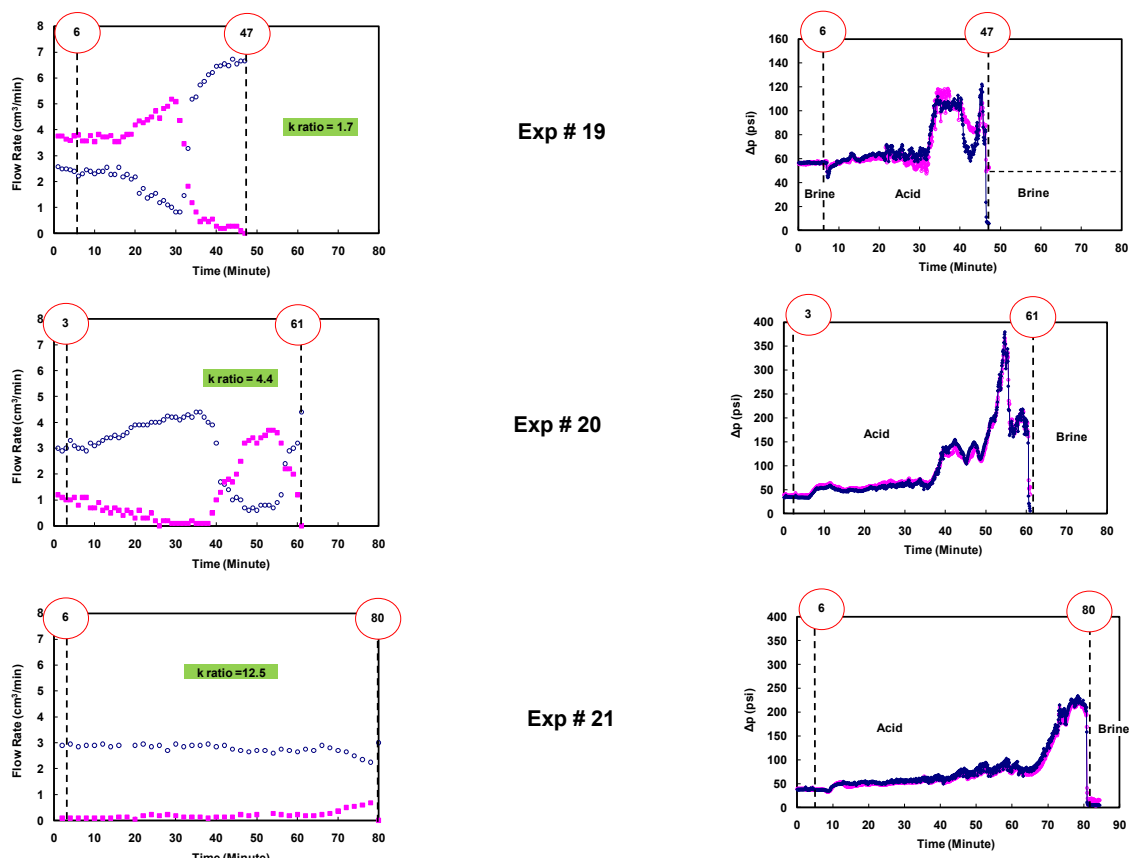 8
7
6
5
4
3
2
1
0
Flow Rate (cm³/min)
6
47
k ratio = 1.7
0 10 20 30 40 50 60 70 80
Time (Minute)
Exp # 19
160
140
120
100
80
60
40
20
0
Δp (psi)
6
47
Brine
Acid
Brine
0 10 20 30 40 50 60 70 80
Time (Minute)
8
7
6
5
4
3
2
1
0
Flow Rate (cm³/min)
3
61
k ratio = 4.4
0 10 20 30 40 50 60 70 80
Time (Minute)
Exp # 20
400
350
300
250
200
150
100
50
0
Δp (psi)
3
61
Acid
Brine
0 10 20 30 40 50 60 70 80
Time (Minute)
8
7
6
5
4
3
2
1
0
Flow Rate (cm³/min)
6
80
k ratio =12.5
0 10 20 30 40 50 60 70 80
Time (Minute)
Exp # 21
400
350
300
250
200
150
100
50
0
Δp (psi)
6
80
Acid
Brine
0 10 20 30 40 50 60 70 80 90
Time (Minute)